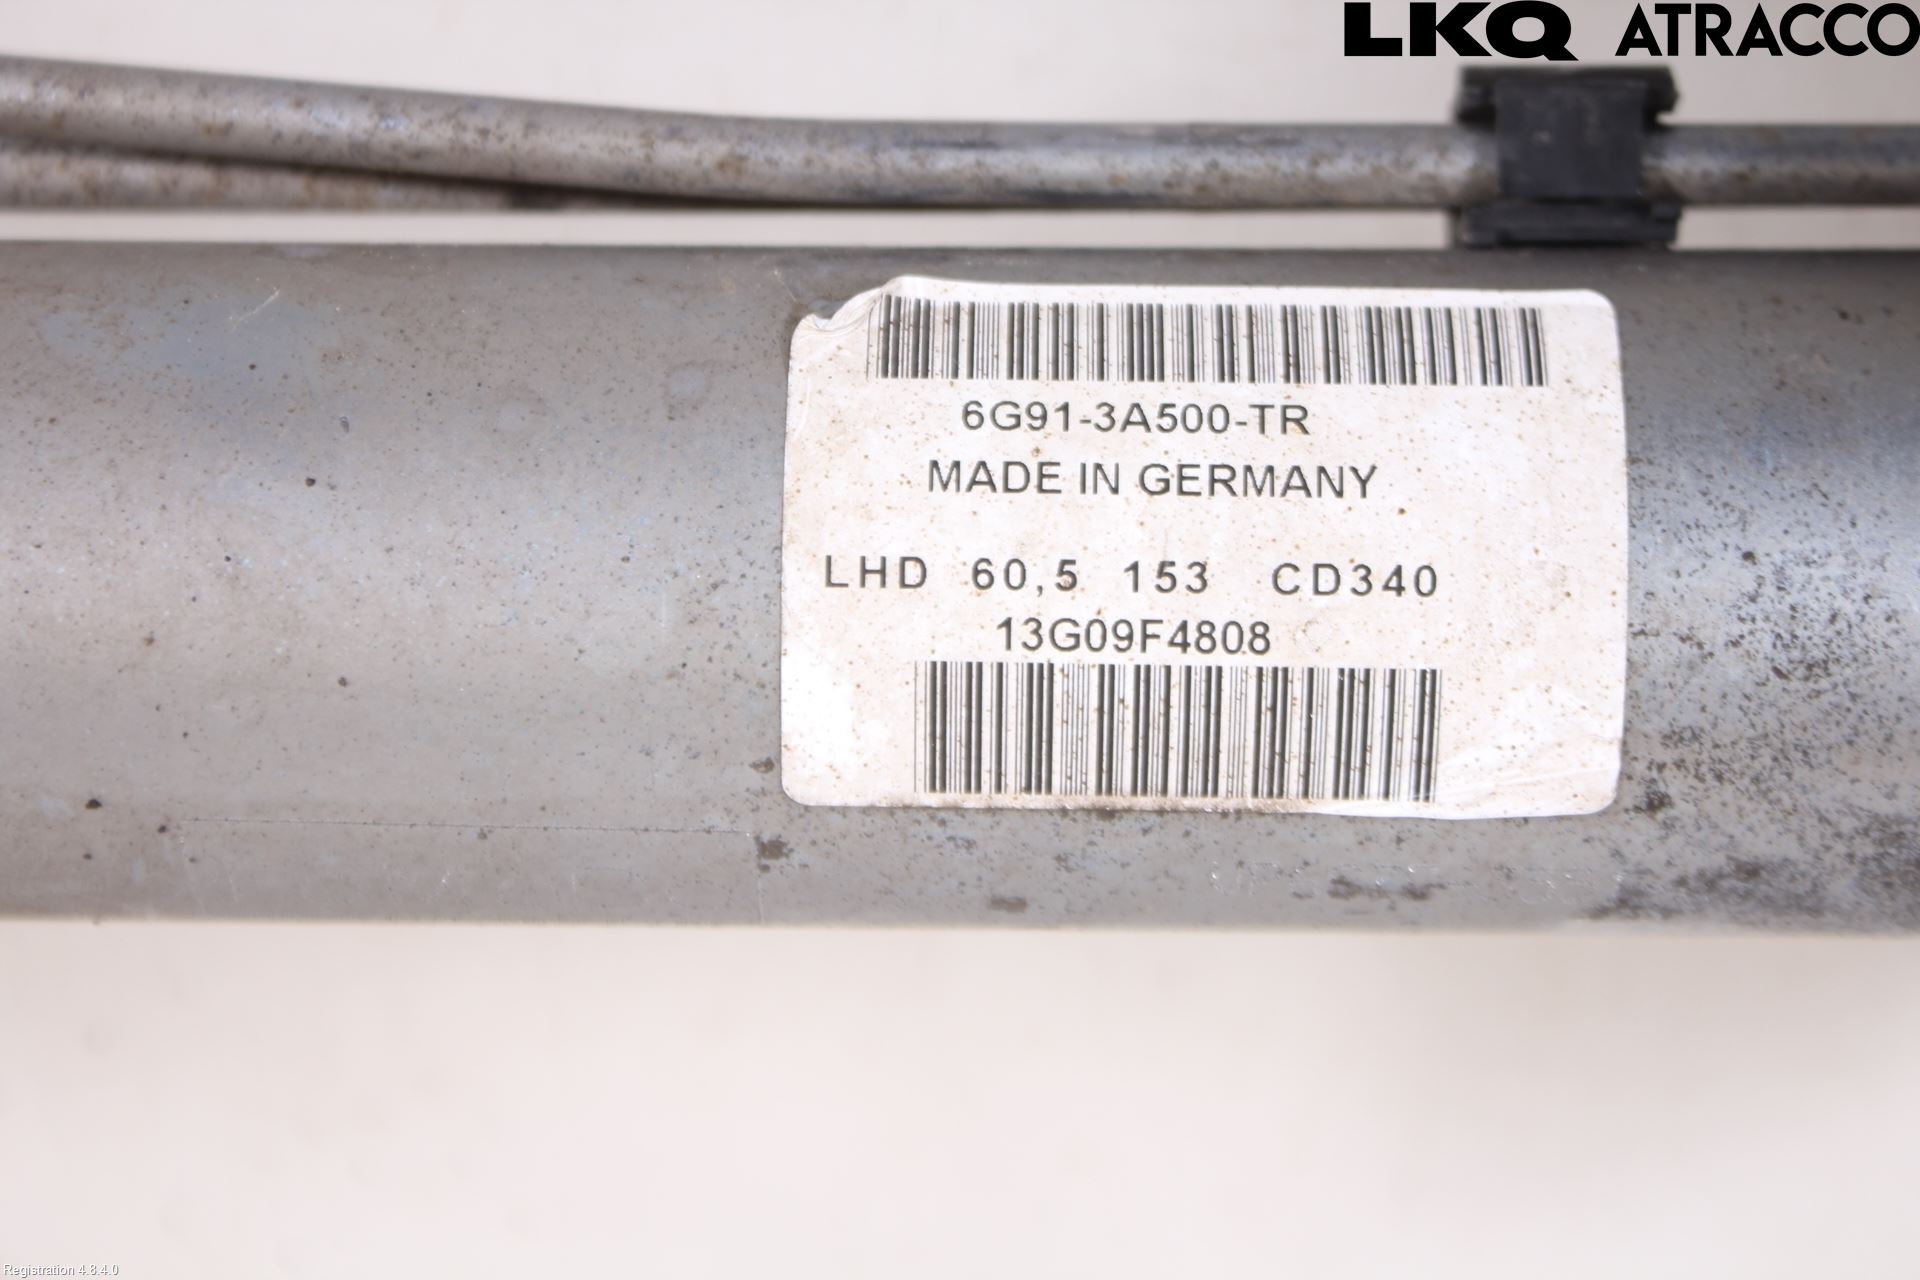 LKQ ATRACCO
6G91-3A500-TR
MADE IN GERMANY
LHD 60,5 153 CD340
13G09F4808
Registration 4.8.4.0